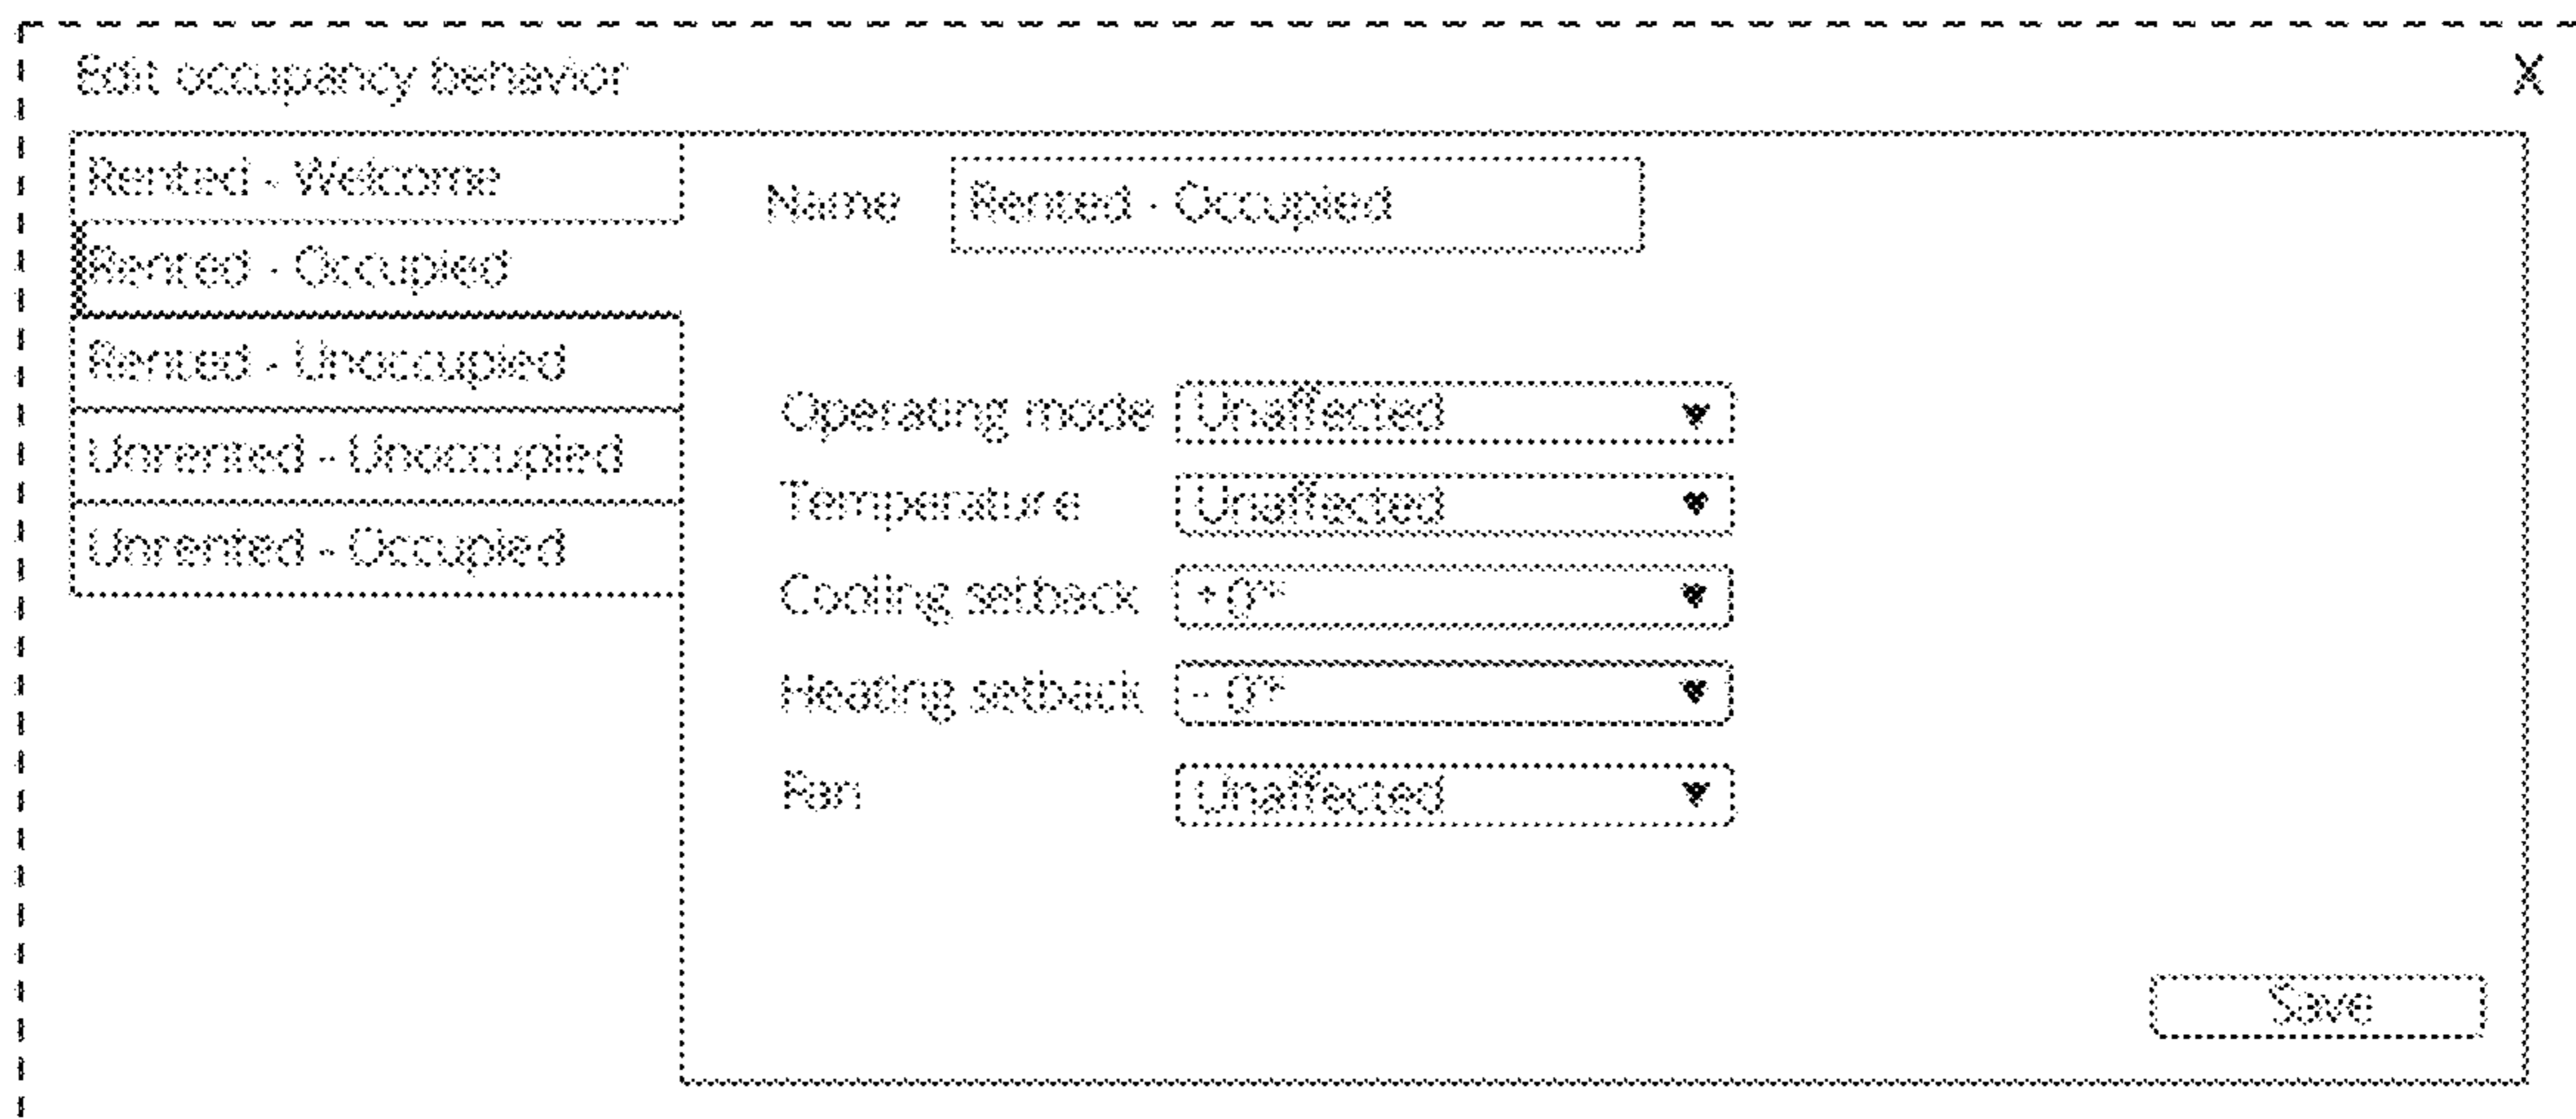 Edit occupancy behavior X
Rented - Welcome
Rented - Occupied
Rented - Unoccupied
Unrented - Unoccupied
Unrented - Occupied
Name Rented - Occupied
Operating mode Unaffected
Temperature Unaffected
Cooling setback +0°
Heating setback - 0°
Fan Unaffected
Save